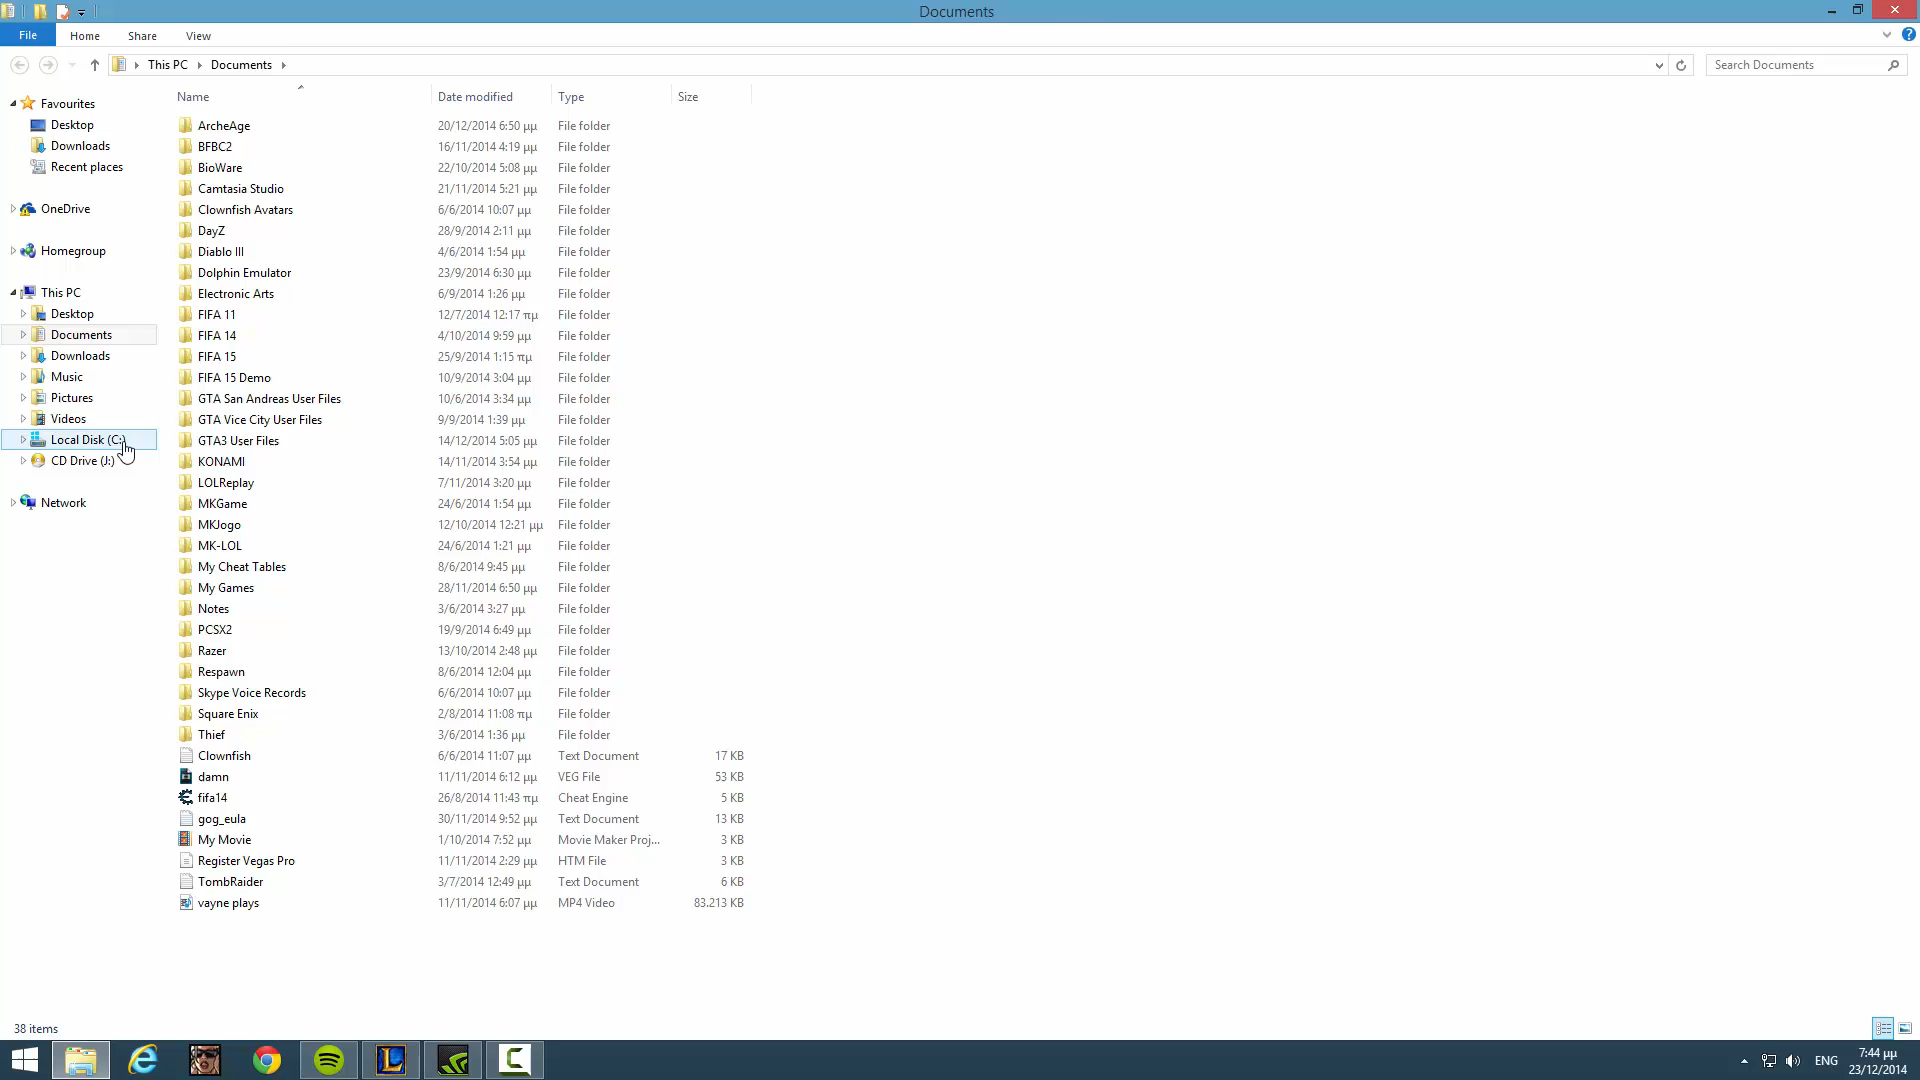 Documents
File Home Share View
This PC Documents
Search Documents
Name Date modified Type Size
Favourites
Desktop
Downloads
Recent places
OneDrive
Homegroup
This PC
Desktop
Documents
Downloads
Music
Pictures
Videos
Local Disk (C:)
CD Drive (J:)
Network
ArcheAge 20/12/2014 6:50 μμ File folder
BFBC2 16/11/2014 4:19 μμ File folder
BioWare 22/10/2014 5:08 μμ File folder
Camtasia Studio 21/11/2014 5:21 μμ File folder
Clownfish Avatars 6/6/2014 10:07 μμ File folder
DayZ 28/9/2014 2:11 μμ File folder
Diablo III 4/6/2014 1:54 μμ File folder
Dolphin Emulator 23/9/2014 6:30 μμ File folder
Electronic Arts 6/9/2014 1:26 μμ File folder
FIFA 11 12/7/2014 12:17 πμ File folder
FIFA 14 4/10/2014 9:59 μμ File folder
FIFA 15 25/9/2014 1:15 πμ File folder
FIFA 15 Demo 10/9/2014 3:04 μμ File folder
GTA San Andreas User Files 10/6/2014 3:34 μμ File folder
GTA Vice City User Files 9/9/2014 1:39 μμ File folder
GTA3 User Files 14/12/2014 5:05 μμ File folder
KONAMI 14/11/2014 3:54 μμ File folder
LOLReplay 7/11/2014 3:20 μμ File folder
MKGame 24/6/2014 1:54 μμ File folder
MKJogo 12/10/2014 12:21 μμ File folder
MK-LOL 24/6/2014 1:21 μμ File folder
My Cheat Tables 8/6/2014 9:45 μμ File folder
My Games 28/11/2014 6:50 μμ File folder
Notes 3/6/2014 3:27 μμ File folder
PCSX2 19/9/2014 6:49 μμ File folder
Razer 13/10/2014 2:48 μμ File folder
Respawn 8/6/2014 12:04 μμ File folder
Skype Voice Records 6/6/2014 10:07 μμ File folder
Square Enix 2/8/2014 11:08 πμ File folder
Thief 3/6/2014 1:36 μμ File folder
Clownfish 6/6/2014 11:07 μμ Text Document 17 KB
damn 11/11/2014 6:12 μμ VEG File 53 KB
fifa14 26/8/2014 11:43 πμ Cheat Engine 5 KB
gog_eula 30/11/2014 9:52 μμ Text Document 13 KB
My Movie 1/10/2014 7:52 μμ Movie Maker Proj... 3 KB
Register Vegas Pro 11/11/2014 2:29 μμ HTM File 3 KB
TombRaider 3/7/2014 12:49 μμ Text Document 6 KB
vayne plays 11/11/2014 6:07 μμ MP4 Video 83.213 KB
38 items
ENG
7:44 μμ
23/12/2014